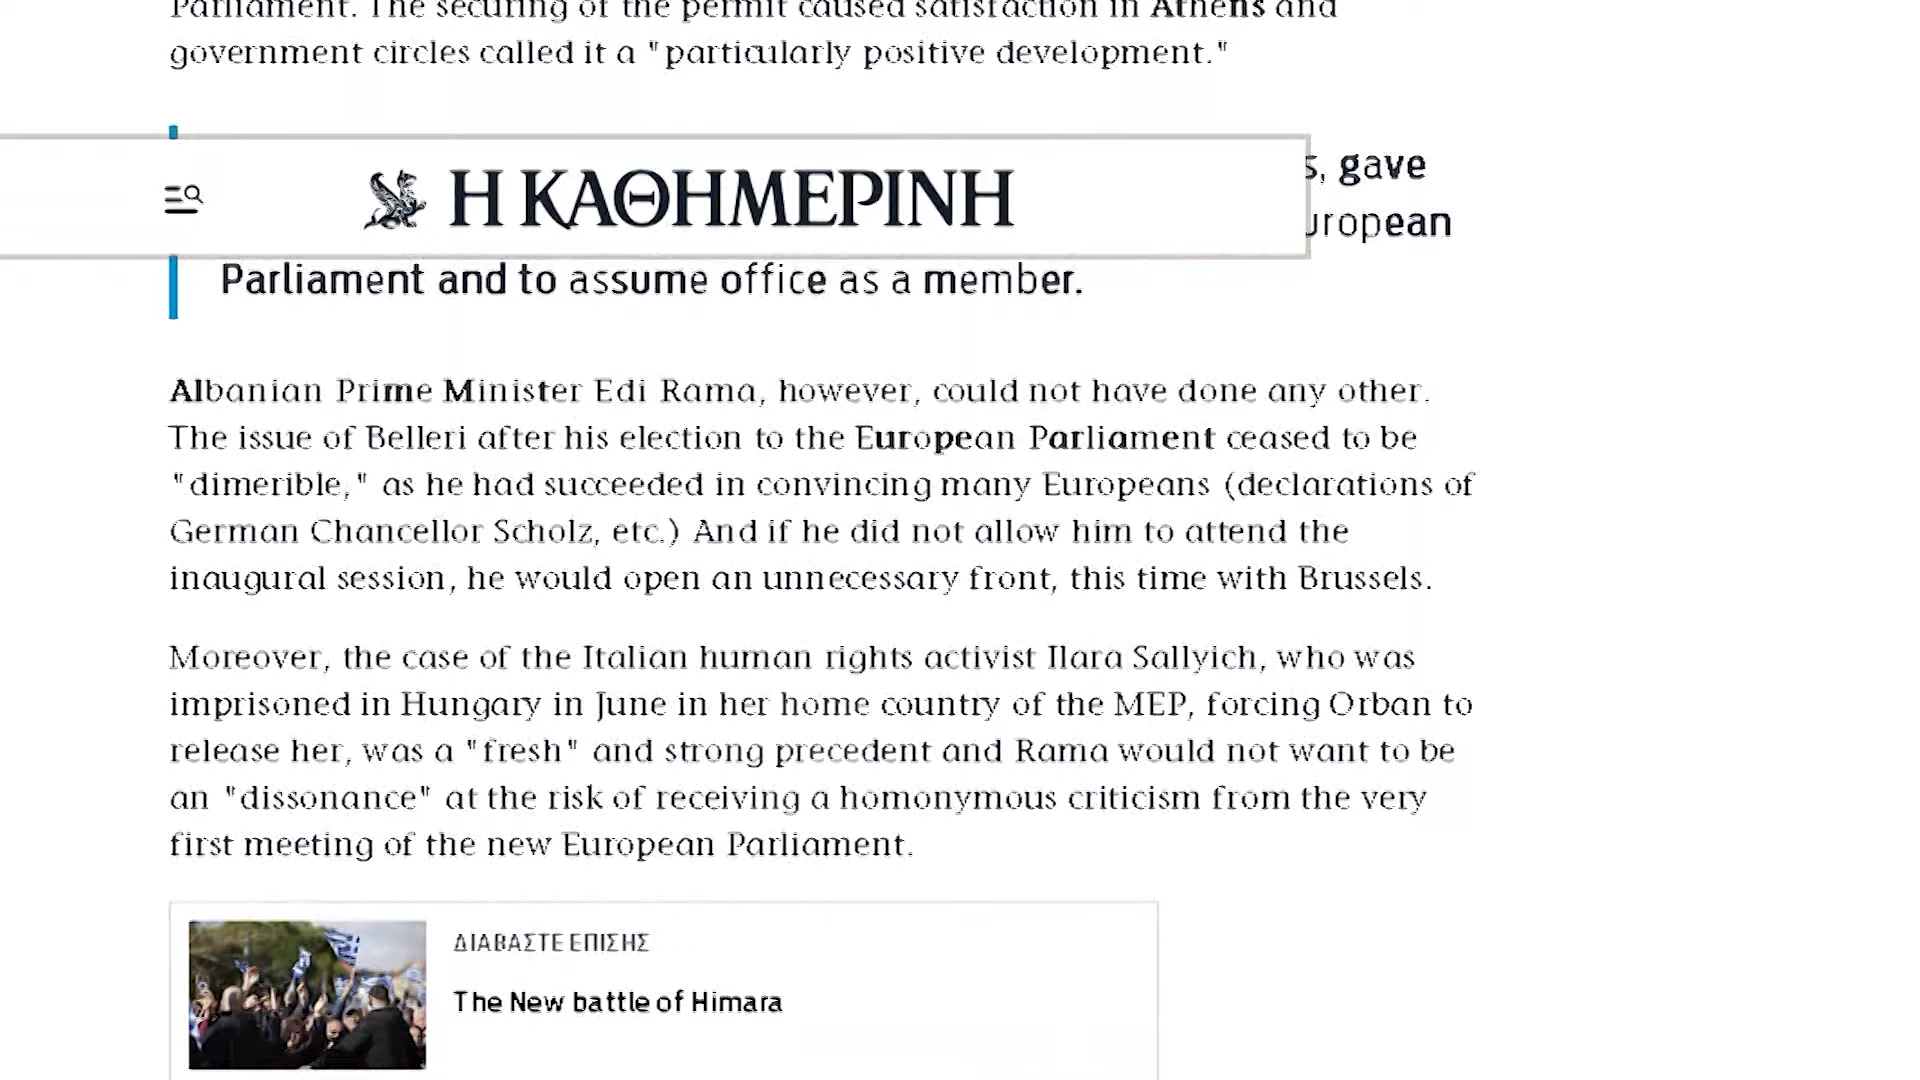 Parliament. The securing of the permit caused satisfaction in Athens and
government circles called it a "particularly positive development."
gave
Η ΚΑΘΗΜΕΡΙΝΗ
Parliament and to assume office as a member.
Albanian Prime Minister Edi Rama, however, could not have done any other.
The issue of Belleri after his election to the European Parliament ceased to be
"dimerible," as he had succeeded in convincing many Europeans (declarations of
German Chancellor Scholz, etc.) And if he did not allow him to attend the
inaugural session, he would open an unnecessary front, this time with Brussels.
Moreover, the case of the Italian human rights activist Ilara Sallyich, who was
imprisoned in Hungary in June in her home country of the MEP, forcing Orban to
release her, was a "fresh" and strong precedent and Rama would not want to be
an "dissonance" at the risk of receiving a homonymous criticism from the very
first meeting of the new European Parliament.
ΔΙΑΒΑΣΤΕ ΕΠΙΣΗΣ
The New battle of Himara